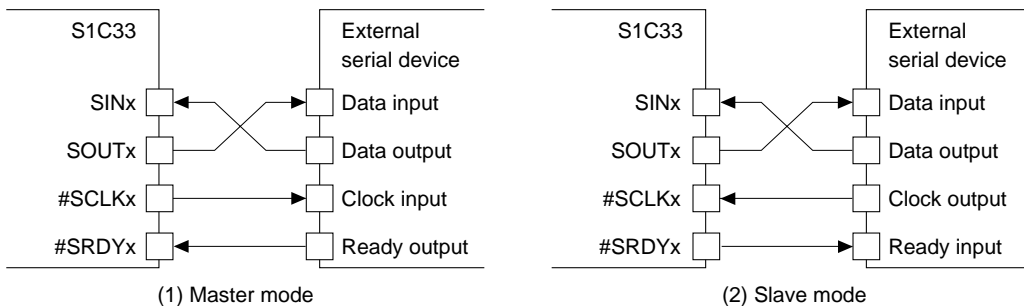 S1C33
External
serial device
SINx
Data input
SOUTx
Data output
#SCLKx
Clock input
#SRDYx
Ready output
(1) Master mode
S1C33
External
serial device
SINx
Data input
SOUTx
Data output
#SCLKx
Clock output
#SRDYx
Ready input
(2) Slave mode